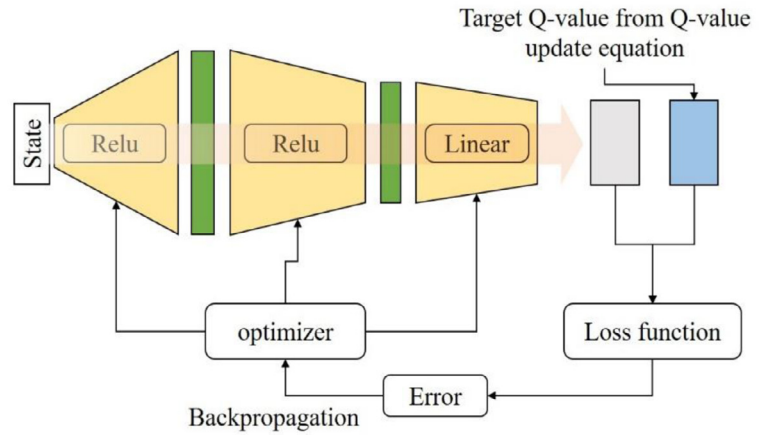 Target Q-value from Q-value
update equation
State
Relu
Relu
Linear
optimizer
Loss function
Error
Backpropagation